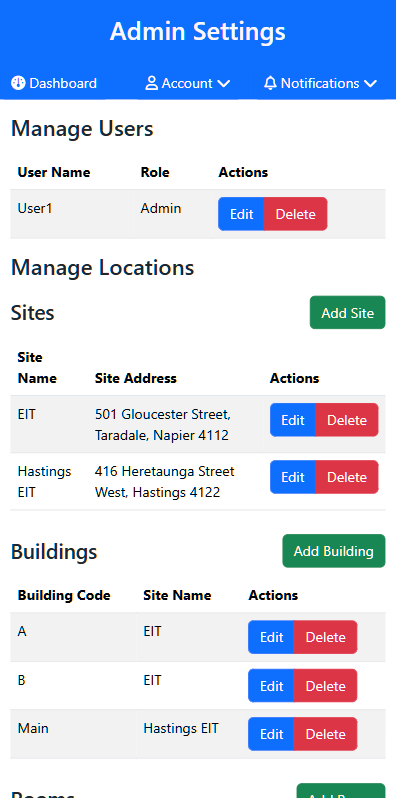 Admin Settings
Dashboard Account Notifications
Manage Users
User Name Role Actions
User1 Admin Edit Delete
Manage Locations
Sites Add Site
Site
Name Site Address Actions
EIT 501 Gloucester Street, Edit Delete
Taradale, Napier 4112
Hastings 416 Heretaunga Street Edit Delete
EIT West, Hastings 4122
Buildings Add Building
Building Code Site Name Actions
A EIT Edit Delete
B EIT Edit Delete
Main Hastings EIT Edit Delete
Rooms Add